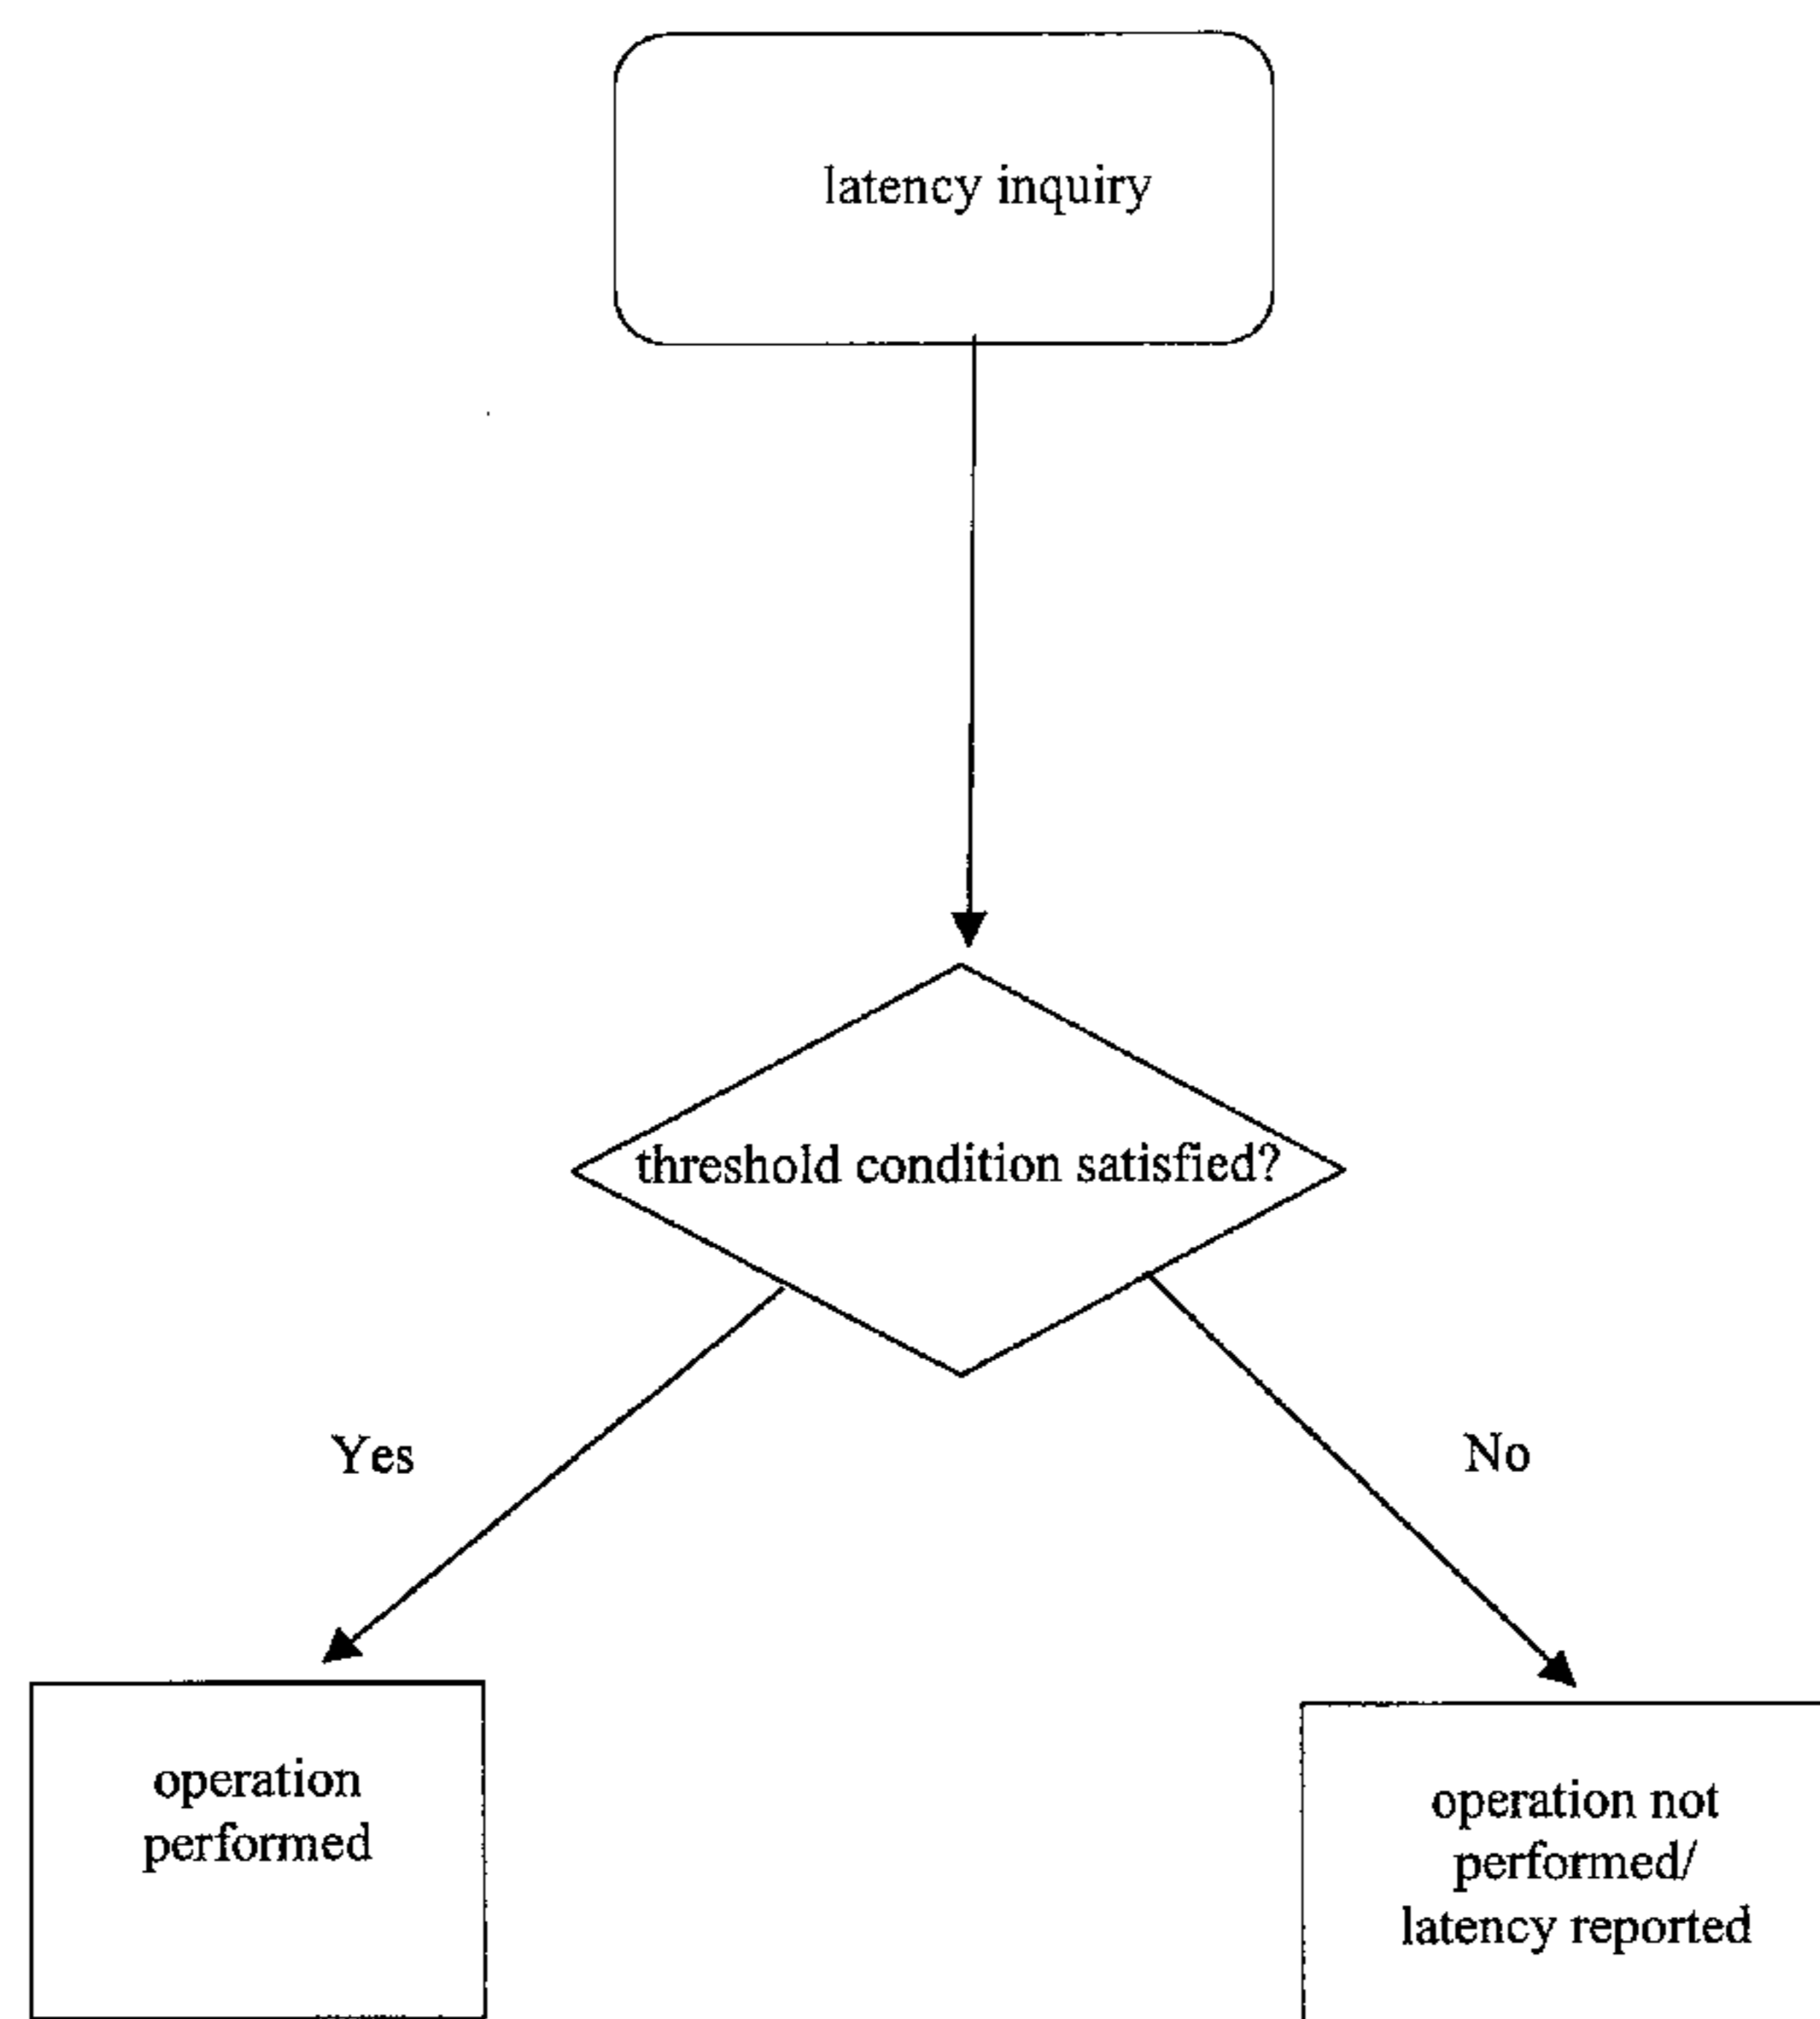 latency inquiry
threshold condition satisfied?
Yes
No
operation
performed
operation not
performed/
latency reported